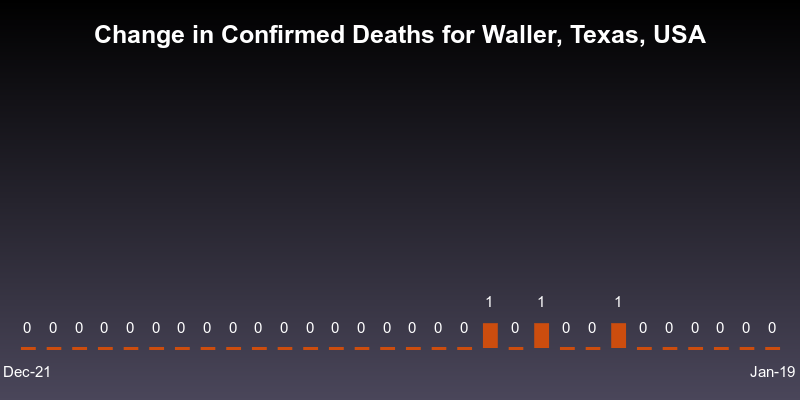 Change in Confirmed Deaths for Waller, Texas, USA
1 1 1
0 0 0 0 0 0 0 0 0 0 0 0 0 0 0 0 0 0 0 0 0 0 0 0 0 0 0
Dec-21 Jan-19